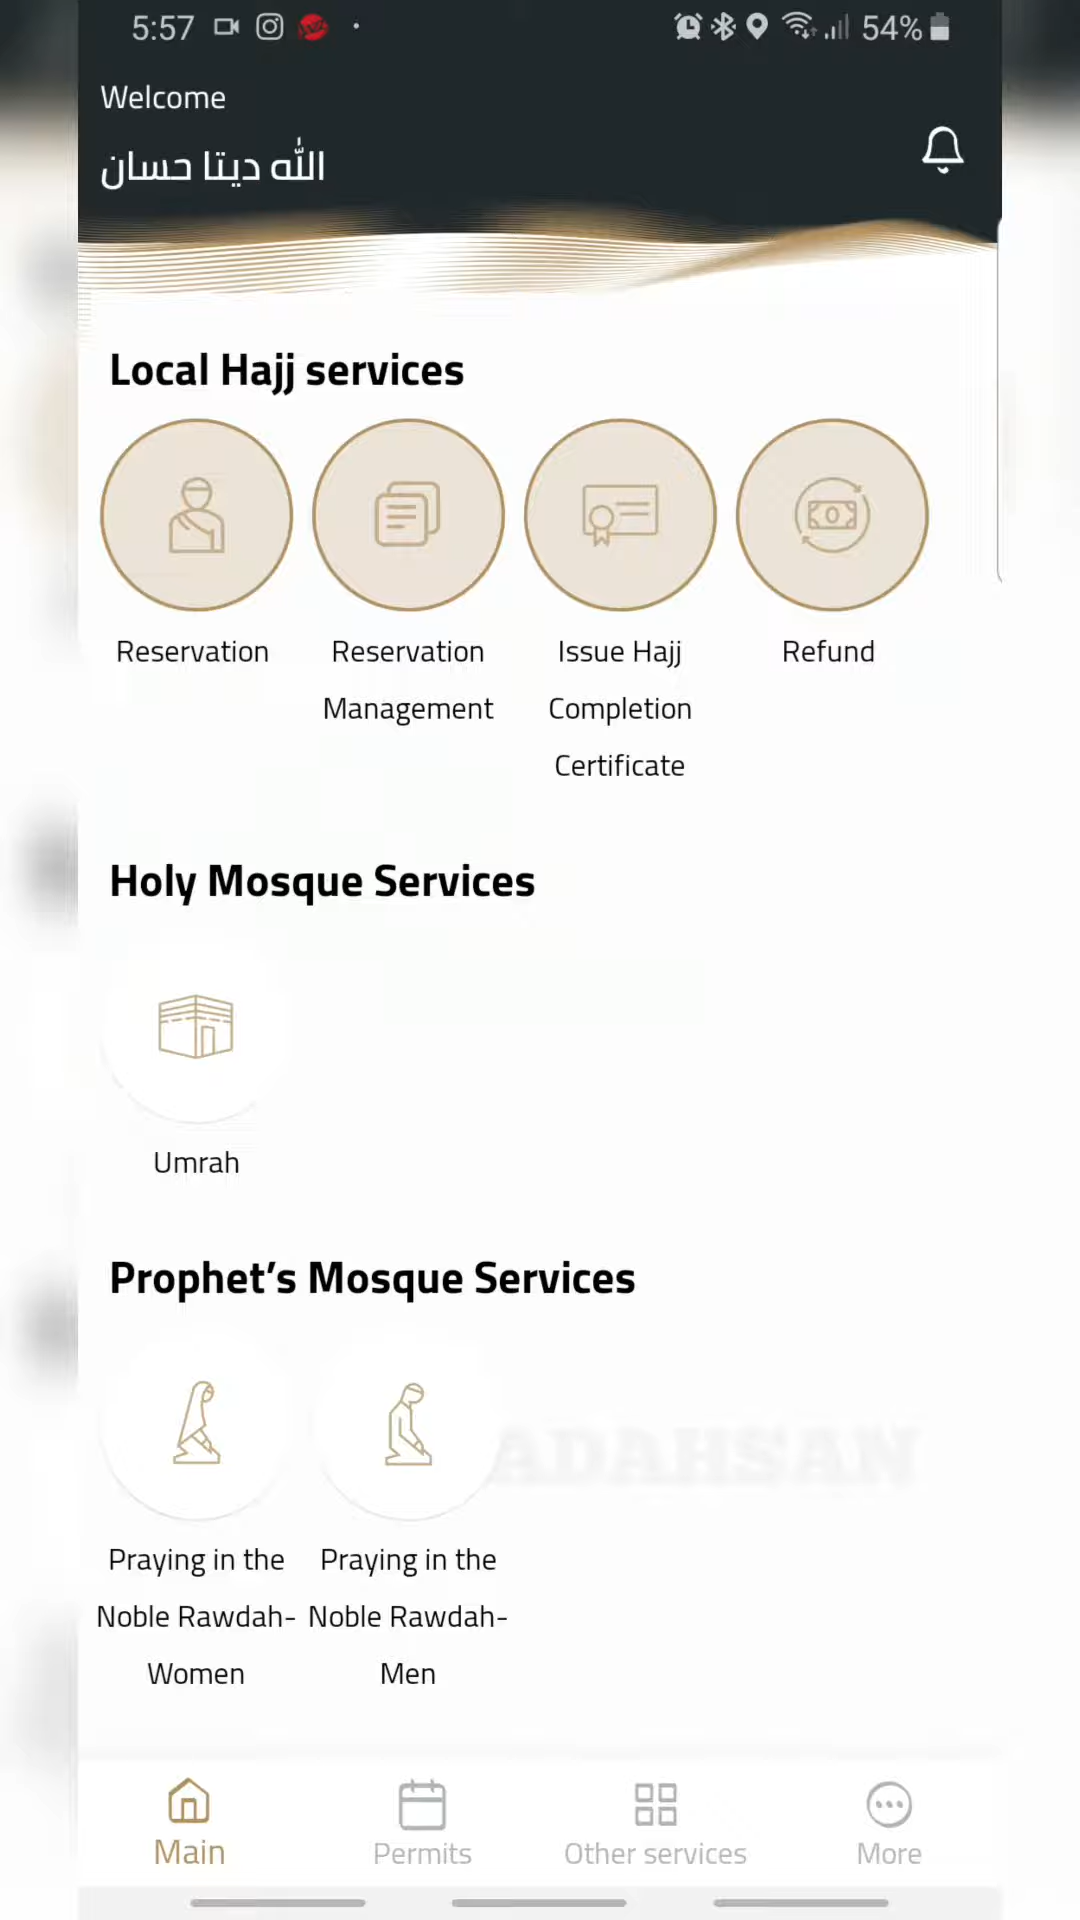 5:57 54%
Welcome
الله ديتا حسان
Local Hajj services
Reservation
Reservation Management
Issue Hajj Completion Certificate
Refund
Holy Mosque Services
Umrah
Prophet’s Mosque Services
ADAHSAN
Praying in the Noble Rawdah- Women
Praying in the Noble Rawdah- Men
Main
Permits
Other services
More